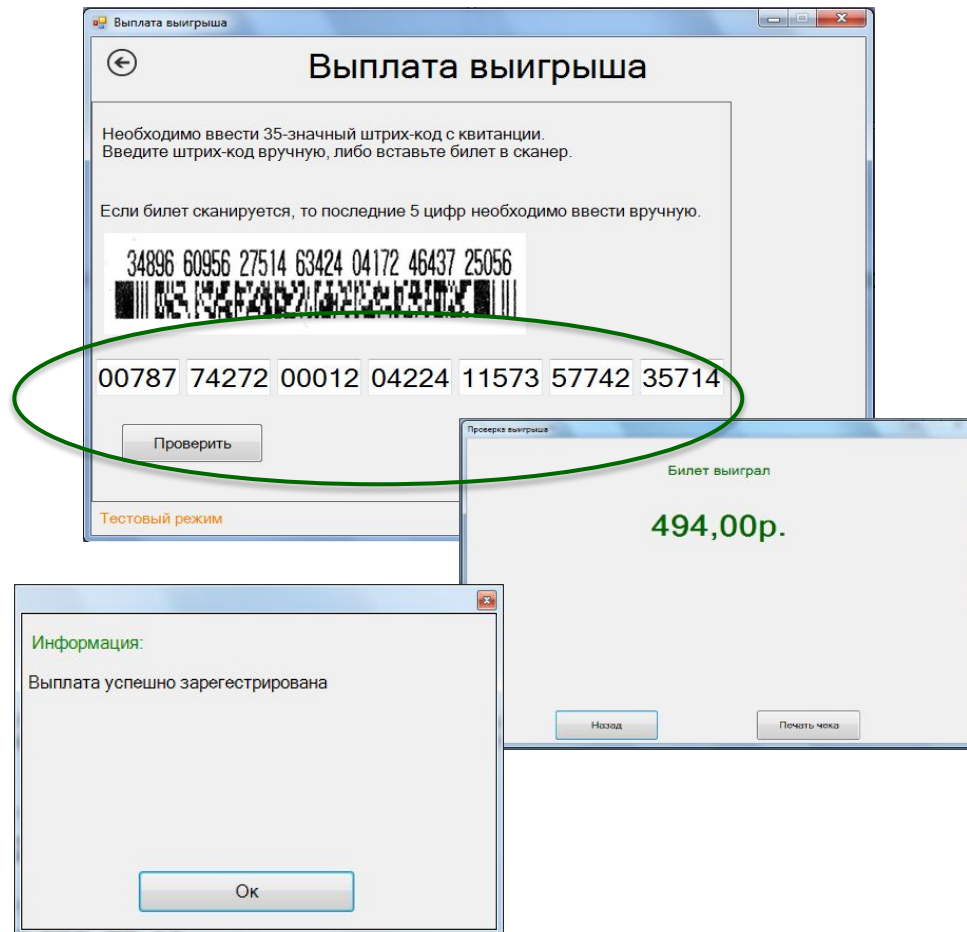 Выплата выигрыша
Выплата выигрыша
Необходимо ввести 35-значный штрих-код с квитанции.
Введите штрих-код вручную, либо вставьте билет в сканер.
Если билет сканируется, то последние 5 цифр необходимо ввести вручную.
34896 60956 27514 63424 04172 46437 25056
00787 74272 00012 04224 11573 57742 35714
Проверить
Тестовый режим
Проверка выигрыша
Билет выиграл
494,00р.
Назад
Печать чека
Информация:
Выплата успешно зарегестрирована
Ок